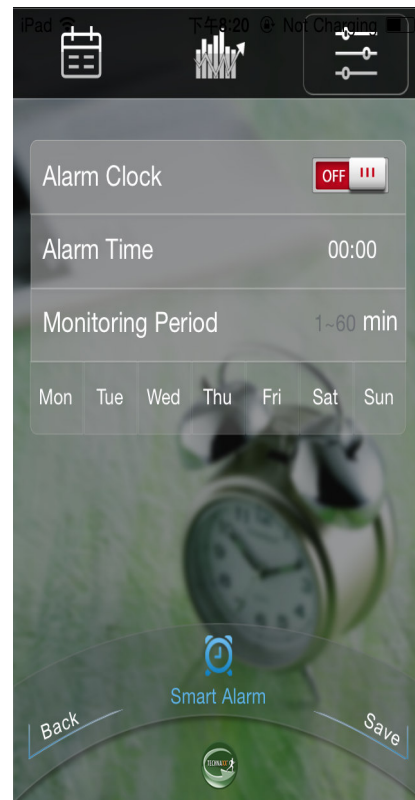 iPad 下午8:20 Not Charging
Alarm Clock OFF
Alarm Time 00:00
Monitoring Period 1~60 min
Mon Tue Wed Thu Fri Sat Sun
Smart Alarm
Back Save
TECHNAXX